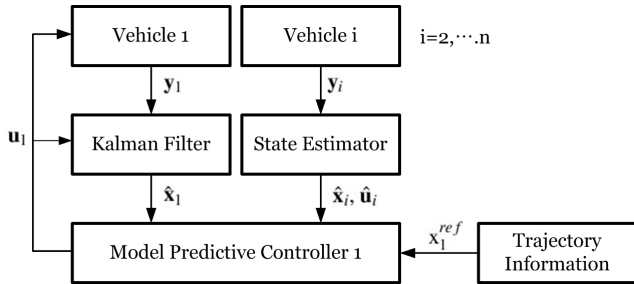 Vehicle 1
Vehicle i
i=2,⋯.n
y₁
yᵢ
u₁
Kalman Filter
State Estimator
x̂₁
x̂ᵢ, ûᵢ
Model Predictive Controller 1
x₁ʳᵉᶠ
Trajectory
Information